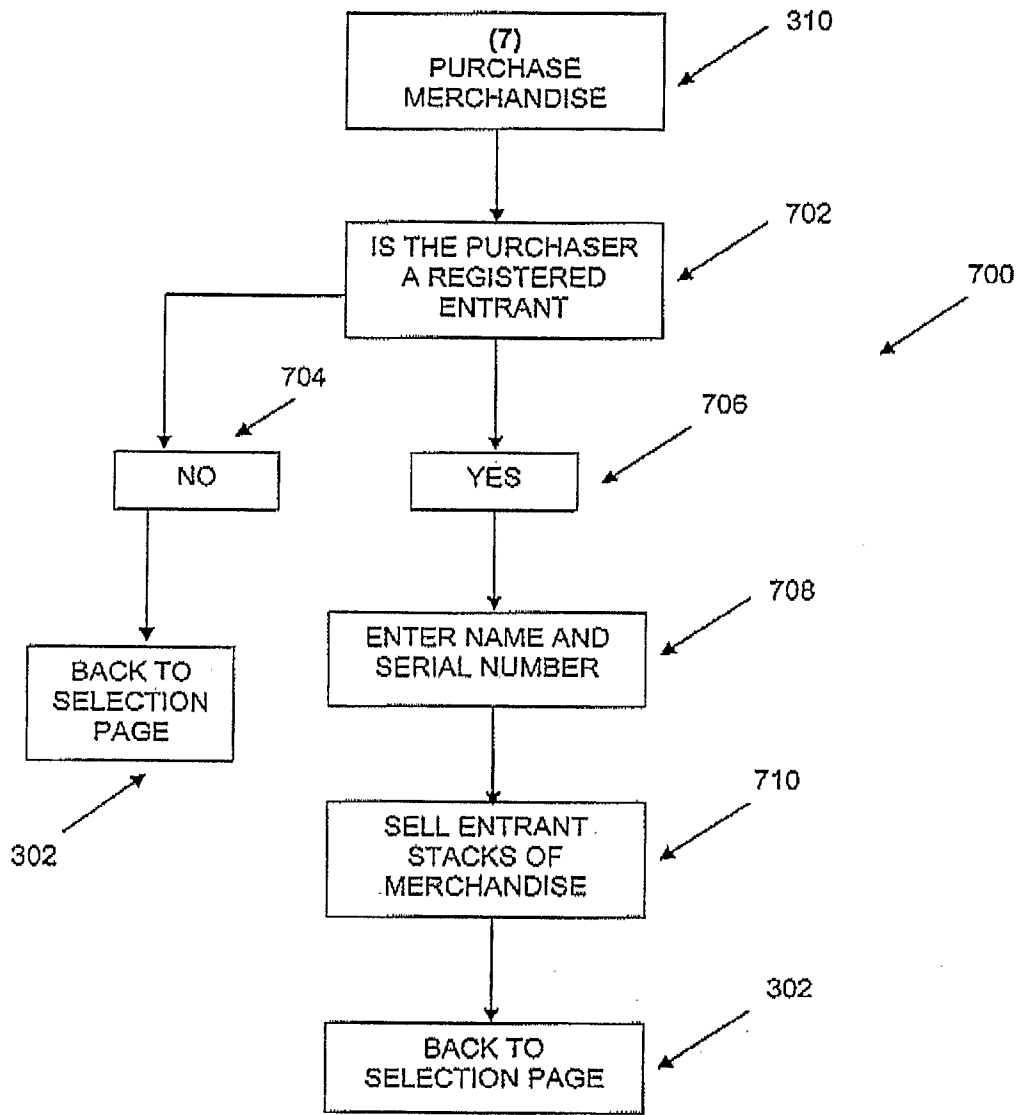 (7)
PURCHASE
MERCHANDISE
310
IS THE PURCHASER
A REGISTERED
ENTRANT
702
700
704
706
NO
YES
708
ENTER NAME AND
SERIAL NUMBER
BACK TO
SELECTION
PAGE
302
710
SELL ENTRANT
STACKS OF
MERCHANDISE
302
BACK TO
SELECTION PAGE